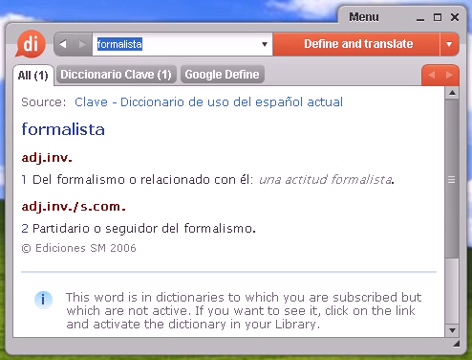 Menu
di
formalista
Define and translate
All (1)
Diccionario Clave (1)
Google Define
Source: Clave - Diccionario de uso del español actual
formalista
adj.inv.
1 Del formalismo o relacionado con él: una actitud formalista.
adj.inv./s.com.
2 Partidario o seguidor del formalismo.
© Ediciones SM 2006
i
This word is in dictionaries to which you are subscribed but
which are not active. If you want to see it, click on the link
and activate the dictionary in your Library.